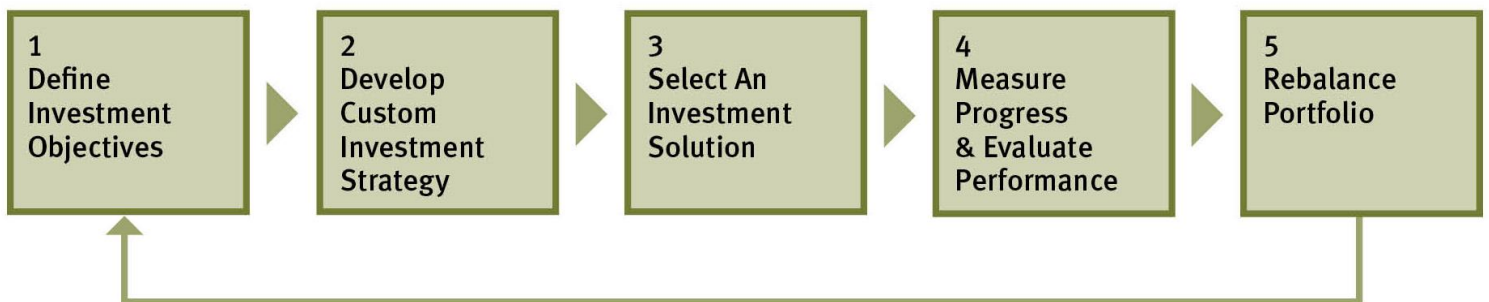 1
Define
Investment
Objectives
2
Develop
Custom
Investment
Strategy
3
Select An
Investment
Solution
4
Measure
Progress
& Evaluate
Performance
5
Rebalance
Portfolio